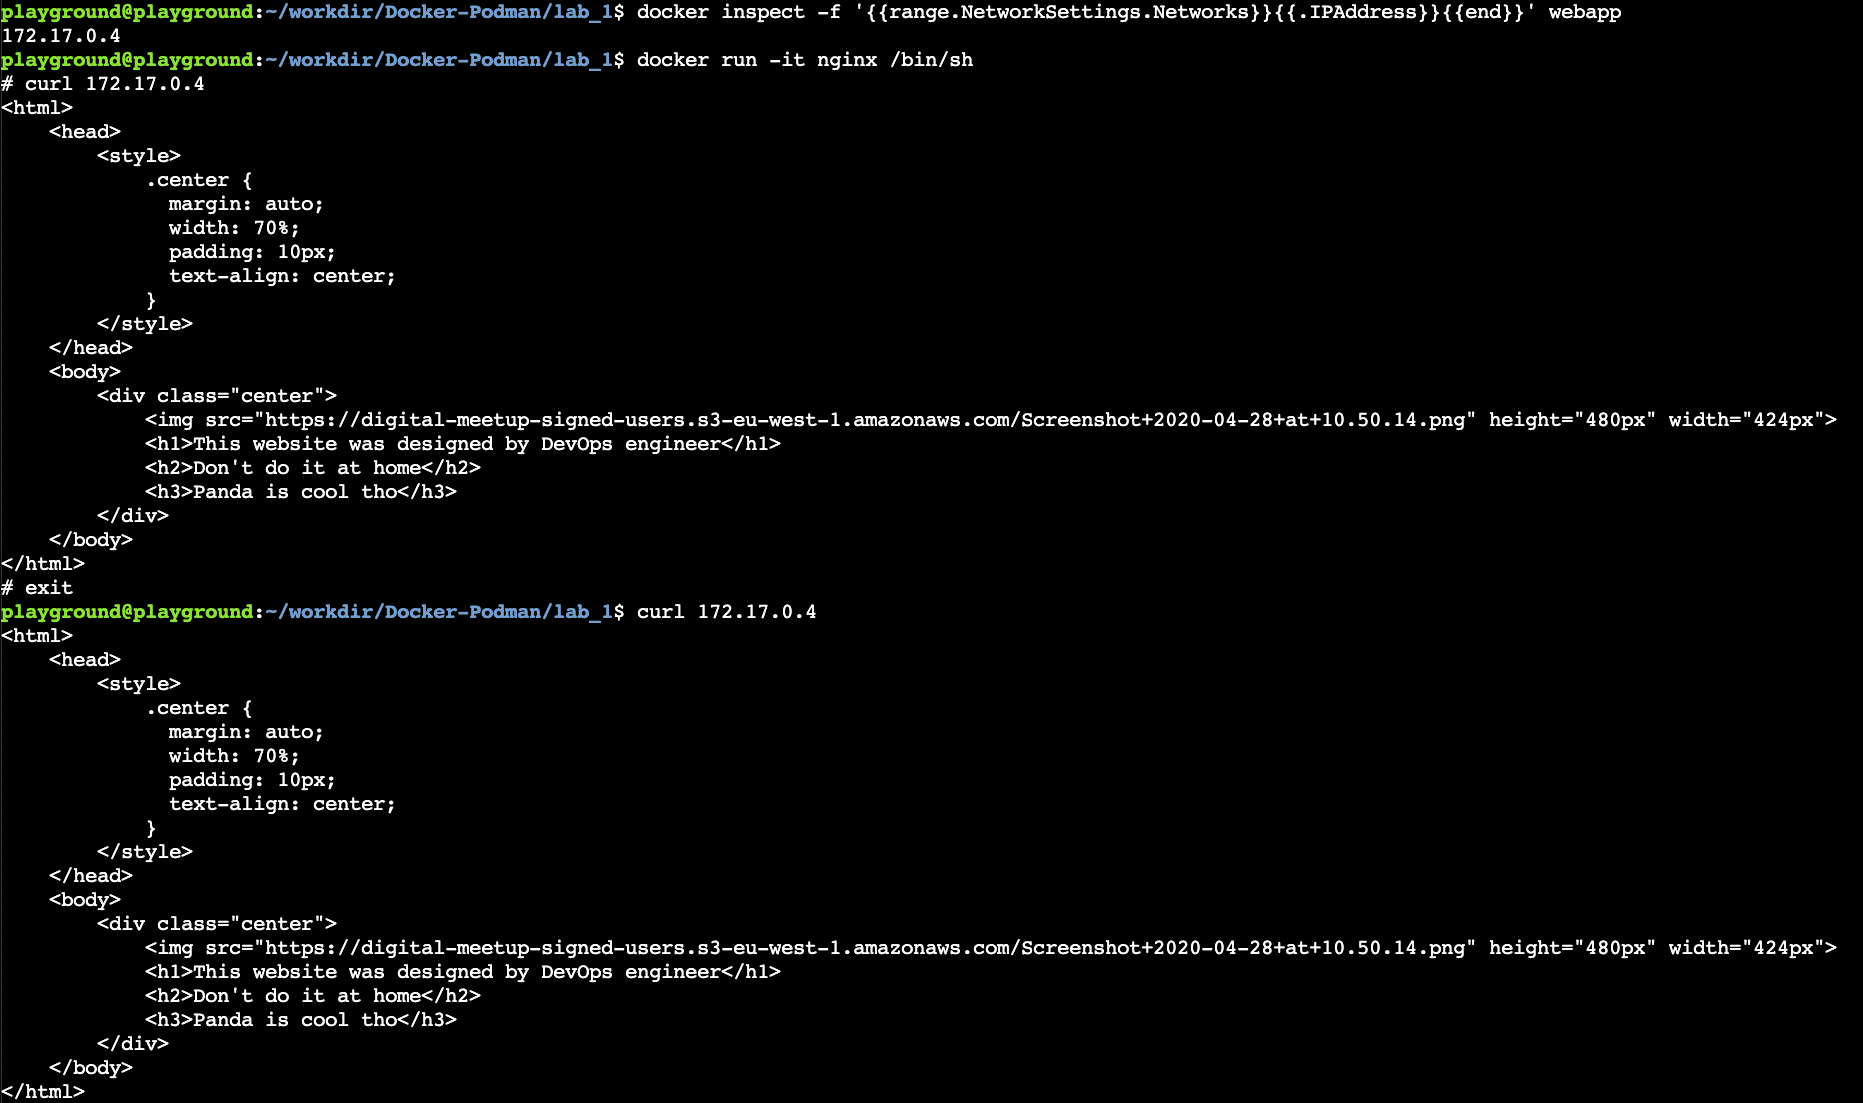 playground@playground:~/workdir/Docker-Podman/lab_1$ docker inspect -f '{{range.NetworkSettings.Networks}}{{.IPAddress}}{{end}}' webapp
172.17.0.4
playground@playground:~/workdir/Docker-Podman/lab_1$ docker run -it nginx /bin/sh
# curl 172.17.0.4
<html>
    <head>
        <style>
            .center {
              margin: auto;
              width: 70%;
              padding: 10px;
              text-align: center;
            }
        </style>
    </head>
    <body>
        <div class="center">
            <img src="https://digital-meetup-signed-users.s3-eu-west-1.amazonaws.com/Screenshot+2020-04-28+at+10.50.14.png" height="480px" width="424px">
            <h1>This website was designed by DevOps engineer</h1>
            <h2>Don't do it at home</h2>
            <h3>Panda is cool tho</h3>
        </div>
    </body>
</html>
# exit
playground@playground:~/workdir/Docker-Podman/lab_1$ curl 172.17.0.4
<html>
    <head>
        <style>
            .center {
              margin: auto;
              width: 70%;
              padding: 10px;
              text-align: center;
            }
        </style>
    </head>
    <body>
        <div class="center">
            <img src="https://digital-meetup-signed-users.s3-eu-west-1.amazonaws.com/Screenshot+2020-04-28+at+10.50.14.png" height="480px" width="424px">
            <h1>This website was designed by DevOps engineer</h1>
            <h2>Don't do it at home</h2>
            <h3>Panda is cool tho</h3>
        </div>
    </body>
</html>